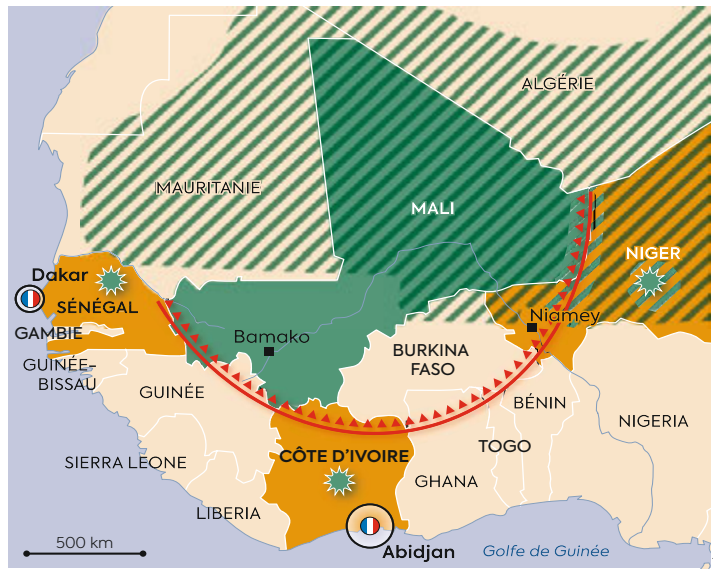 ALGÉRIE
MAURITANIE
MALI
NIGER
Dakar
SÉNÉGAL
GAMBIE
GUINÉE-
BISSAU
Bamako
Niamey
BURKINA
FASO
GUINÉE
BÉNIN
NIGERIA
TOGO
SIERRA LEONE
CÔTE D'IVOIRE
GHANA
LIBERIA
500 km
Abidjan
Golfe de Guinée